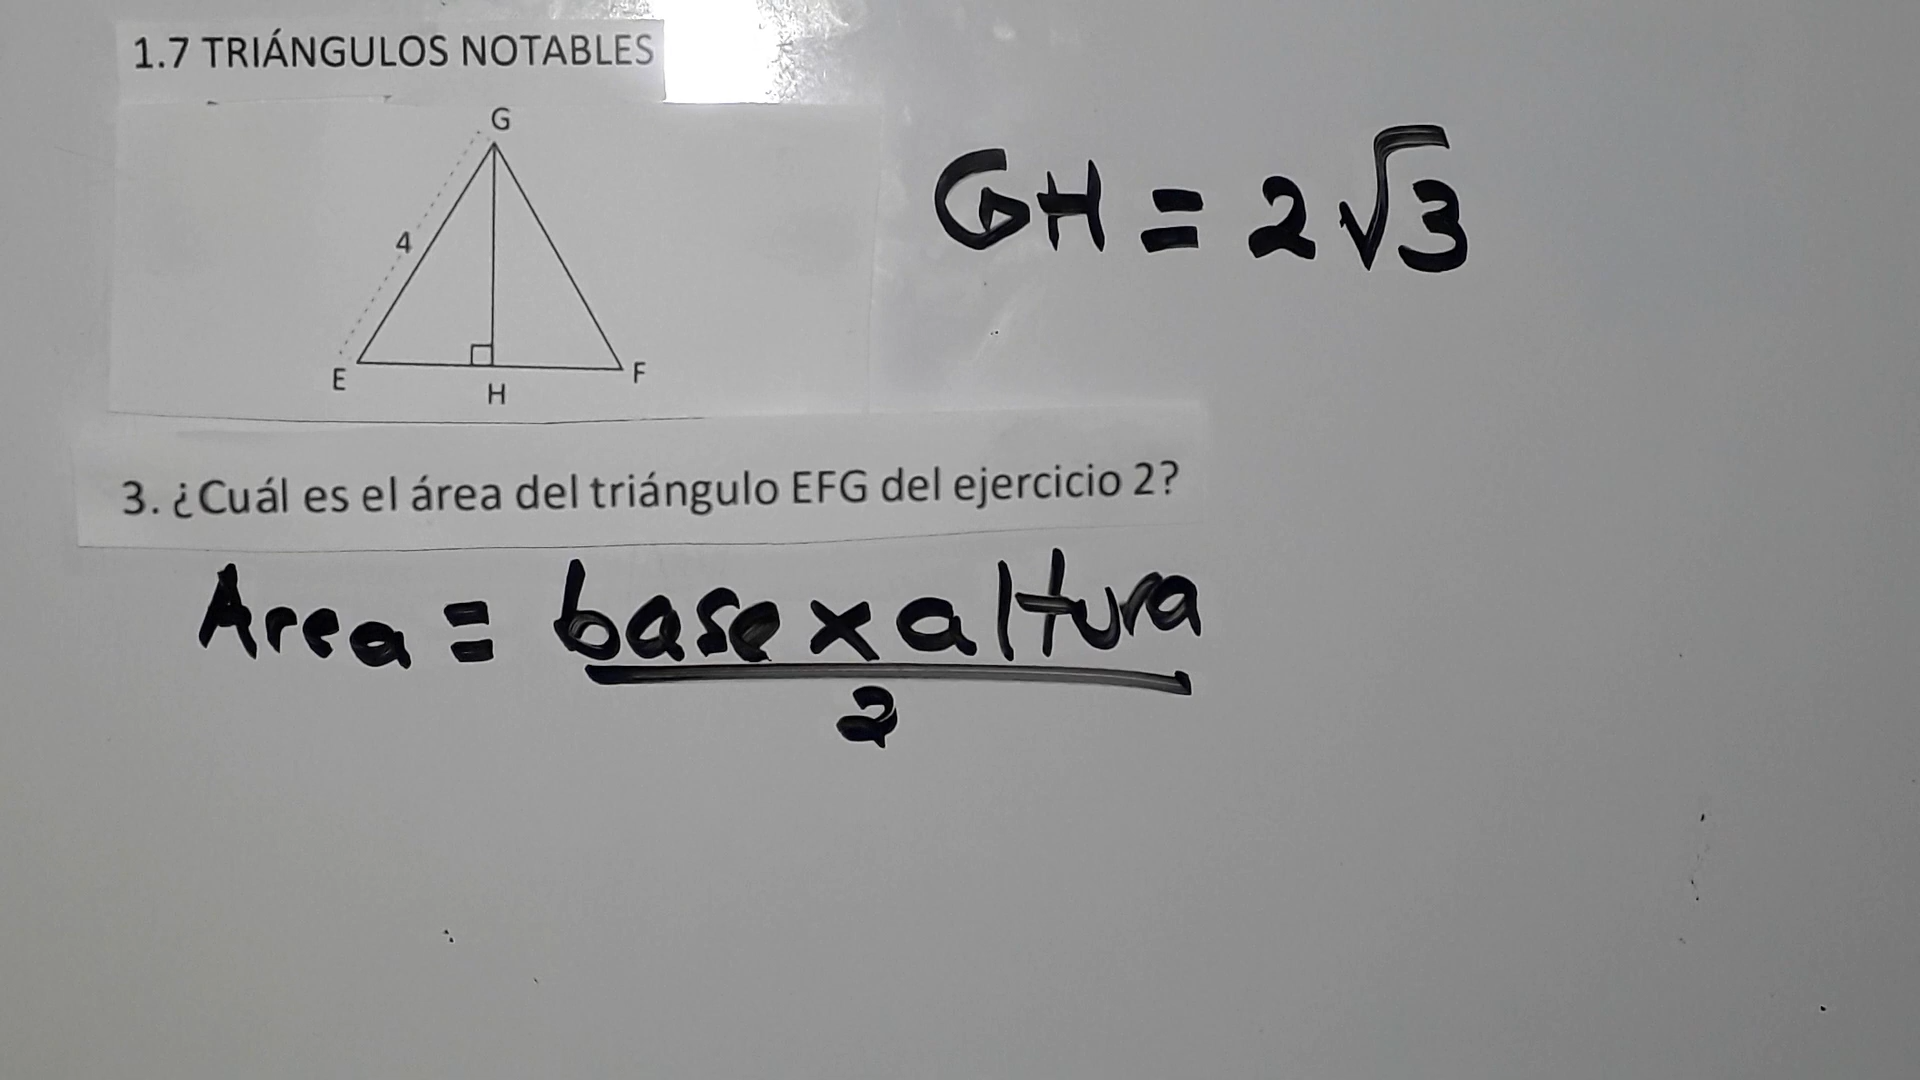 1.7 TRIÁNGULOS NOTABLES
G
4
E
H
F
GH = 2√3
3. ¿Cuál es el área del triángulo EFG del ejercicio 2?
Area = base x altura
2